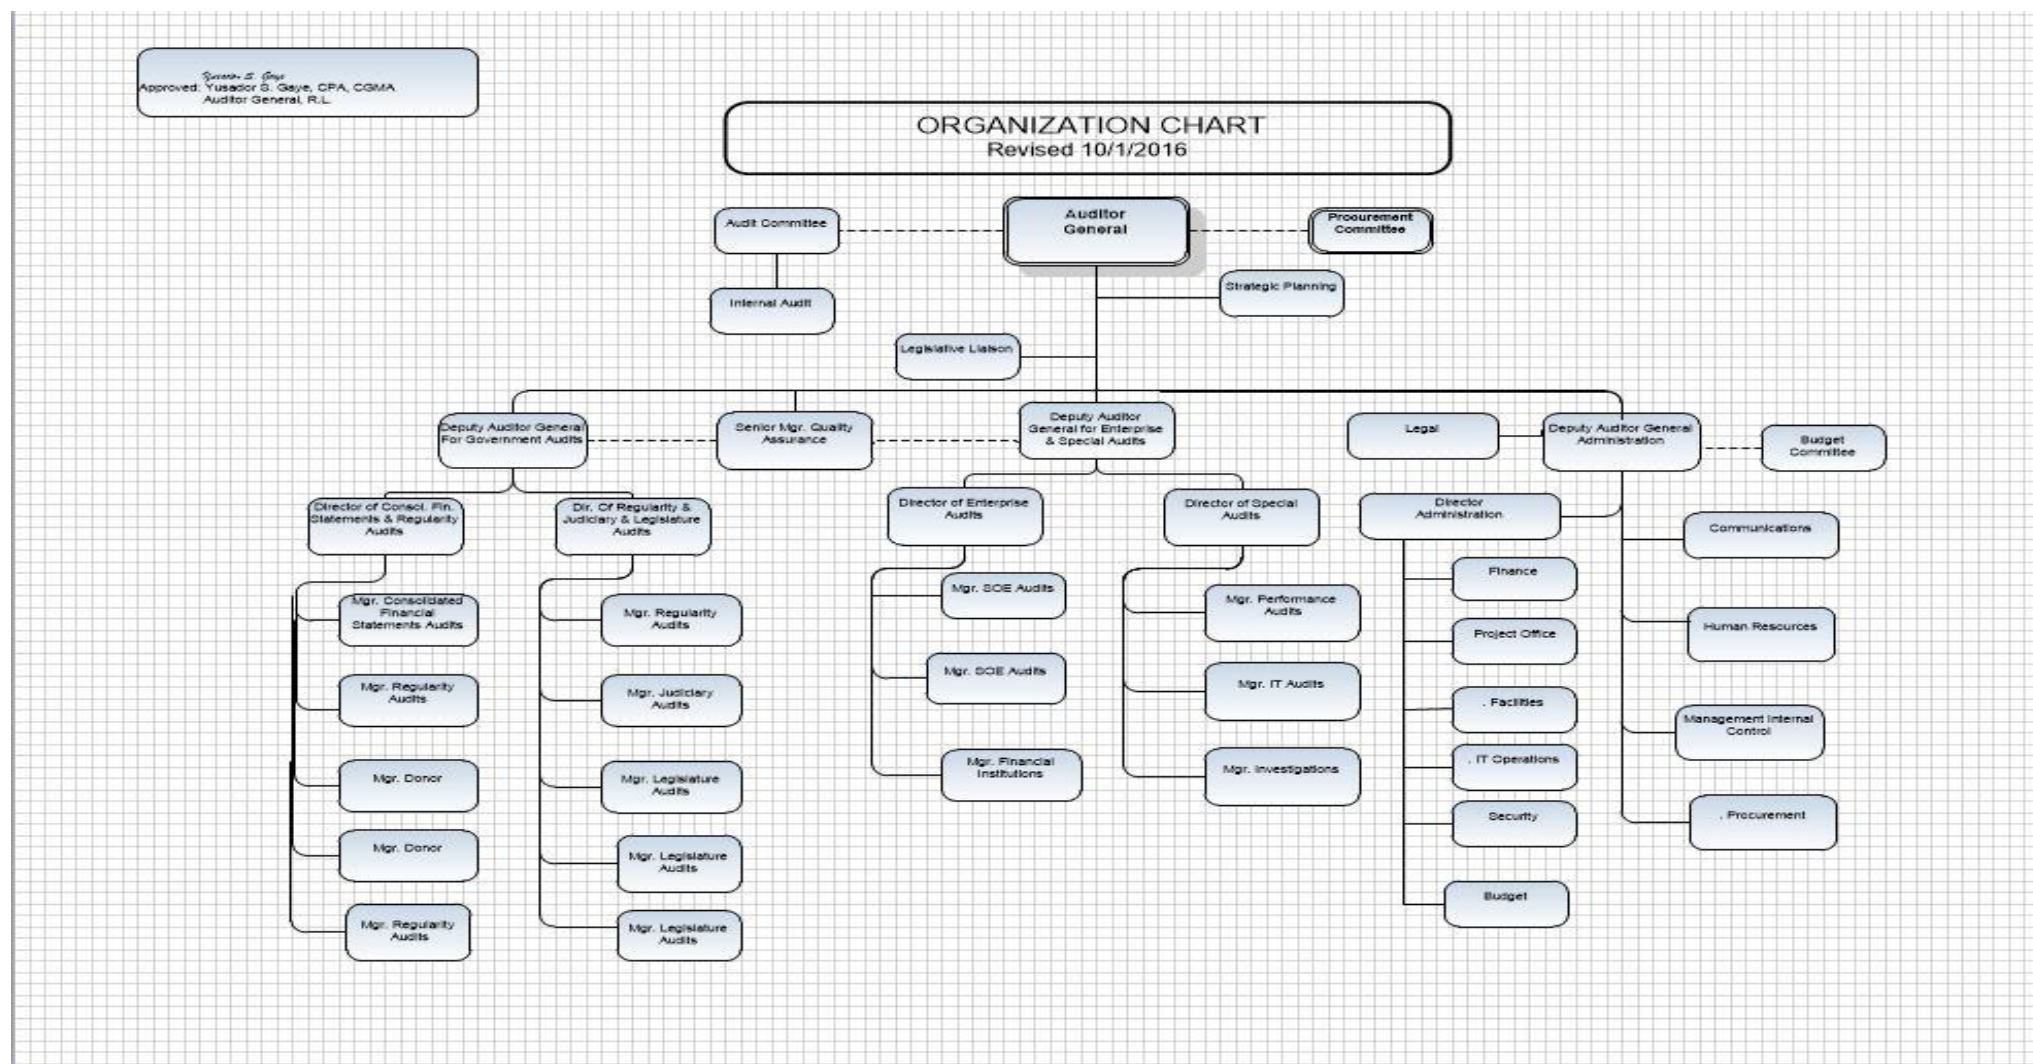 Yusador S. Gaye
Approved: Yusador S. Gaye, CPA, CGMA
Auditor General, R.L.
ORGANIZATION CHART
Revised 10/1/2016
Audit Committee
Auditor
General
Procurement
Committee
Internal Audit
Strategic Planning
Legislative Liaison
Deputy Auditor General
For Government Audits
Senior Mgr. Quality
Assurance
Deputy Auditor
General for Enterprise
& Special Audits
Legal
Deputy Auditor General
Administration
Budget
Committee
Director of Consol. Fin.
Statements & Regularity
Audits
Dir. Of Regularity &
Judiciary & Legislature
Audits
Director of Enterprise
Audits
Director of Special
Audits
Director
Administration
Communications
Mgr. Consolidated
Financial
Statements Audits
Mgr. Regularity
Audits
Mgr. Donor
Mgr. Donor
Mgr. Regularity
Audits
Mgr. Regularity
Audits
Mgr. Judiciary
Audits
Mgr. Legislature
Audits
Mgr. Legislature
Audits
Mgr. Legislature
Audits
Mgr. SOE Audits
Mgr. SOE Audits
Mgr. Financial
Institutions
Mgr. Performance
Audits
Mgr. IT Audits
Mgr. Investigations
Finance
Project Office
. Facilities
. IT Operations
Security
Budget
Human Resources
Management Internal
Control
. Procurement